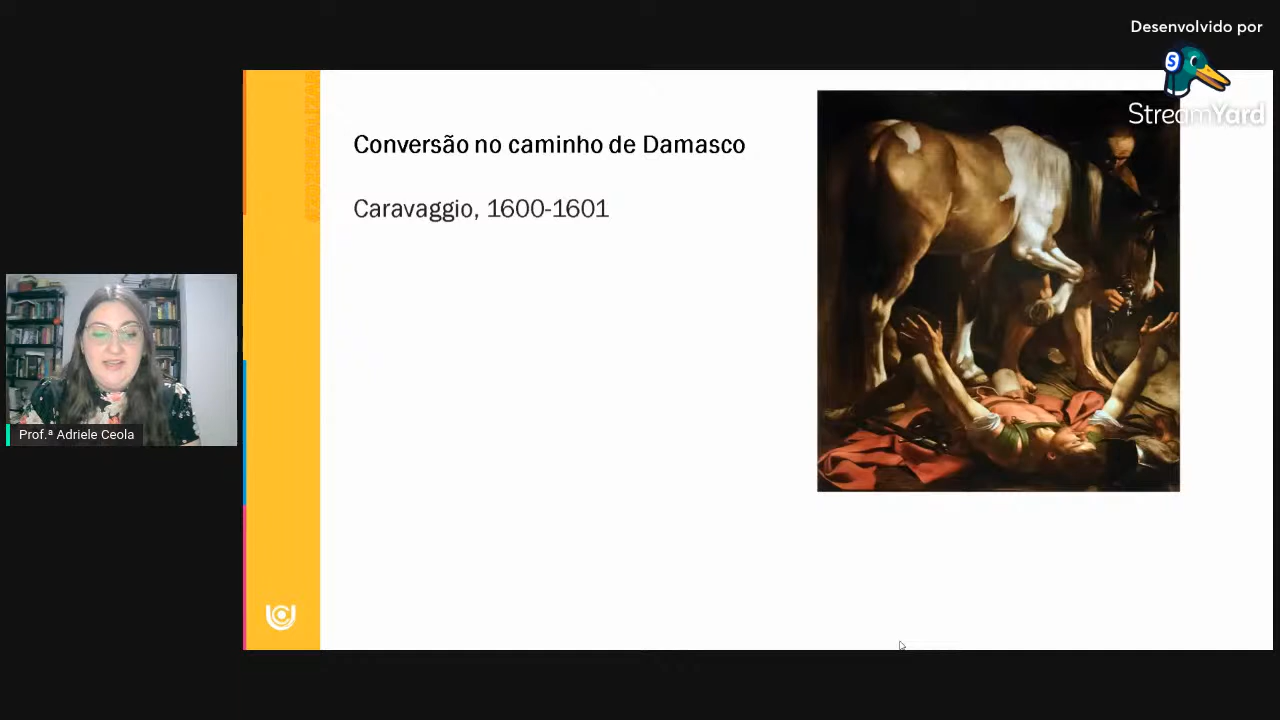 Desenvolvido por
S
StreamYard
Conversão no caminho de Damasco
Caravaggio, 1600-1601
Prof.ª Adriele Ceola